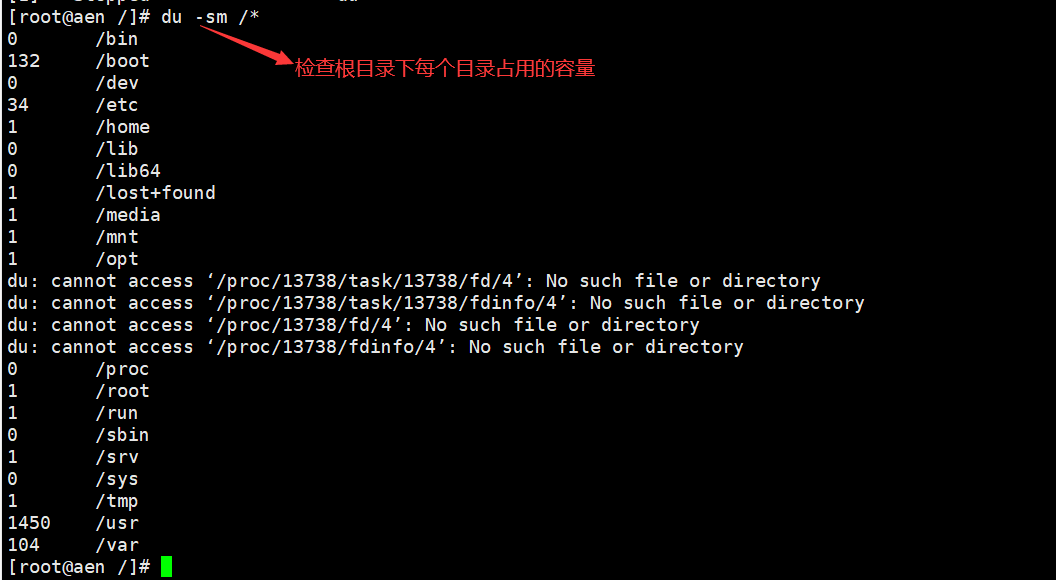 [root@aen /]# du -sm /*
检查根目录下每个目录占用的容量
0 /bin
132 /boot
0 /dev
34 /etc
1 /home
0 /lib
0 /lib64
1 /lost+found
1 /media
1 /mnt
1 /opt
du: cannot access ‘/proc/13738/task/13738/fd/4’: No such file or directory
du: cannot access ‘/proc/13738/task/13738/fdinfo/4’: No such file or directory
du: cannot access ‘/proc/13738/fd/4’: No such file or directory
du: cannot access ‘/proc/13738/fdinfo/4’: No such file or directory
0 /proc
1 /root
1 /run
0 /sbin
1 /srv
0 /sys
1 /tmp
1450 /usr
104 /var
[root@aen /]#